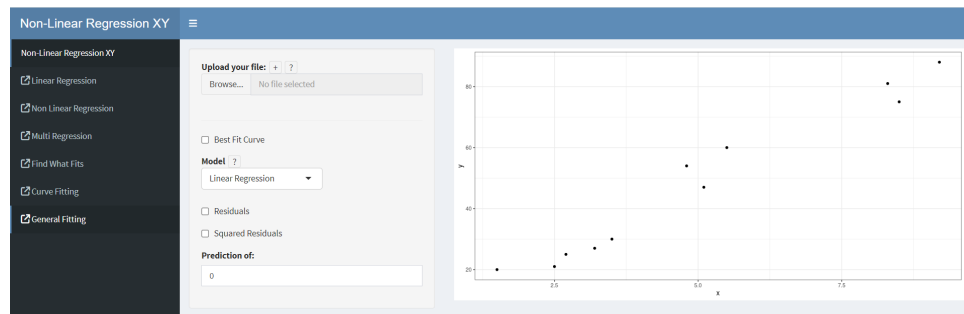 Non-Linear Regression XY
Non-Linear Regression XY
Linear Regression
Non Linear Regression
Multi Regression
Find What Fits
Curve Fitting
General Fitting
Upload your file: + ?
Browse... No file selected
Best Fit Curve
Model ?
Linear Regression
Residuals
Squared Residuals
Prediction of:
0
80
60
y
40
20
2.5 5.0 7.5
x